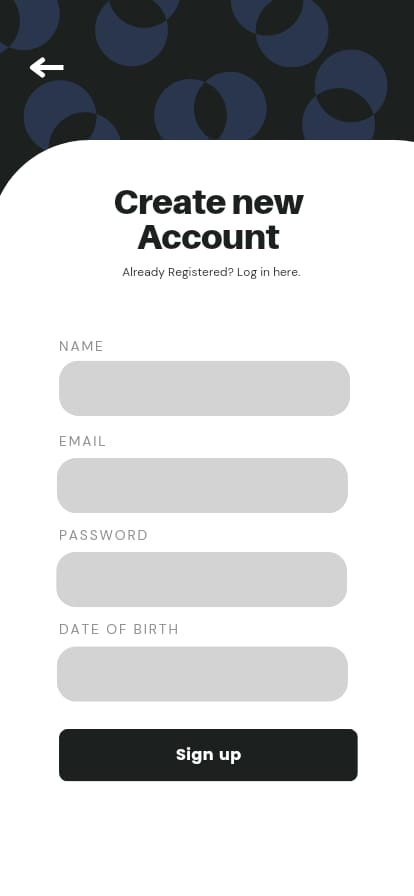 Create new
Account
Already Registered? Log in here.
NAME
EMAIL
PASSWORD
DATE OF BIRTH
Sign up